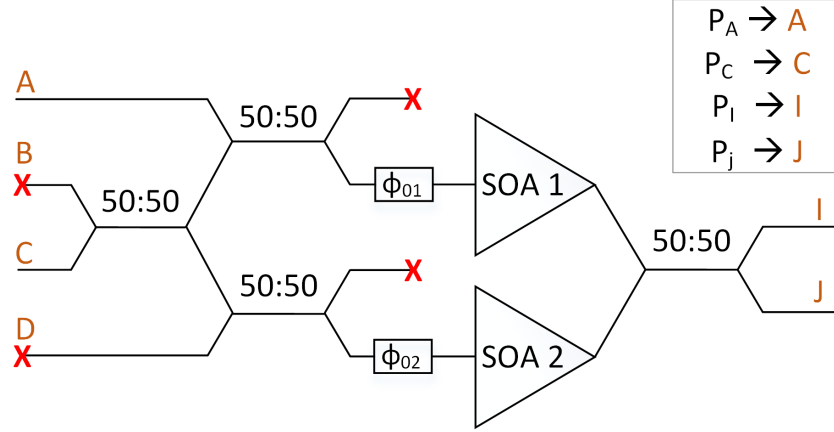 P_A → A
P_C → C
P_I → I
P_j → J
A
50:50
X
B
X
50:50
ϕ₀₁
SOA 1
C
50:50
I
50:50
X
J
D
X
ϕ₀₂
SOA 2